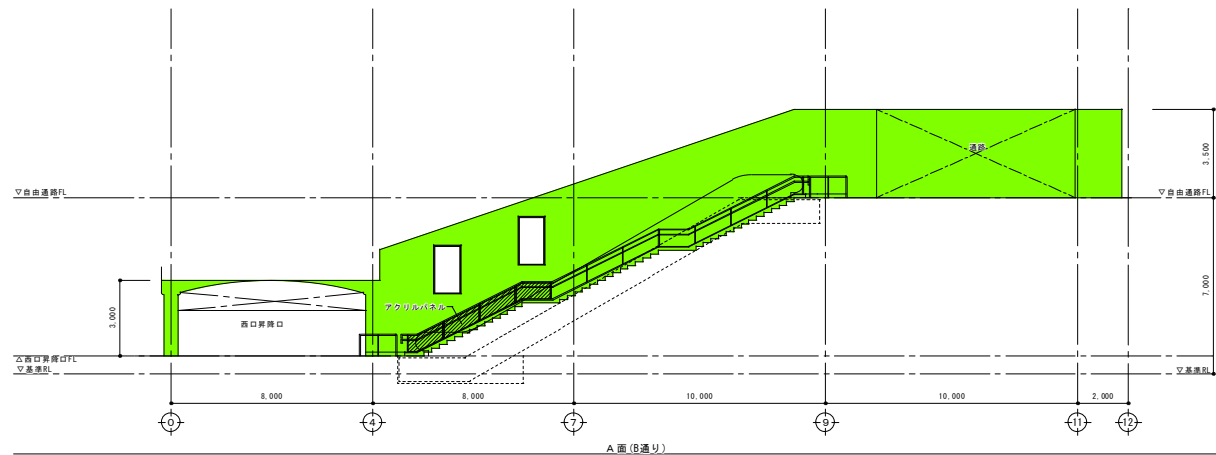 通路
3,500
▽自由通路FL
▽自由通路FL
アクリルパネル
7,000
3,000
西口昇降口
△西口昇降口FL
▽基準RL
▽基準RL
8,000
8,000
10,000
10,000
2,000
0
4
7
9
11
12
A面(B通り)